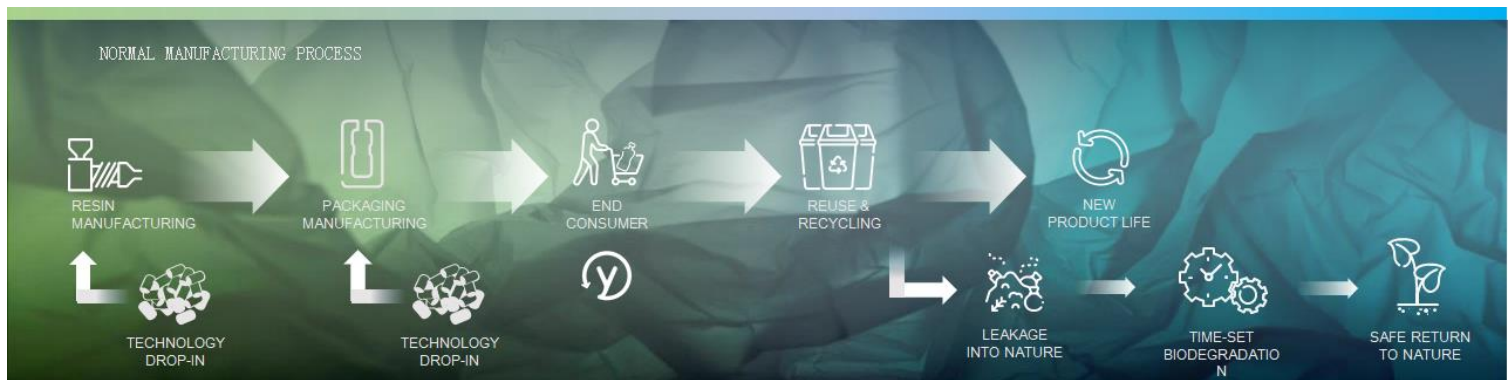 NORMAL MANUFACTURING PROCESS
RESIN
MANUFACTURING
PACKAGING
MANUFACTURING
END
CONSUMER
REUSE &
RECYCLING
NEW
PRODUCT LIFE
y
TECHNOLOGY
DROP-IN
TECHNOLOGY
DROP-IN
LEAKAGE
INTO NATURE
TIME-SET
BIODEGRADATIO
N
SAFE RETURN
TO NATURE